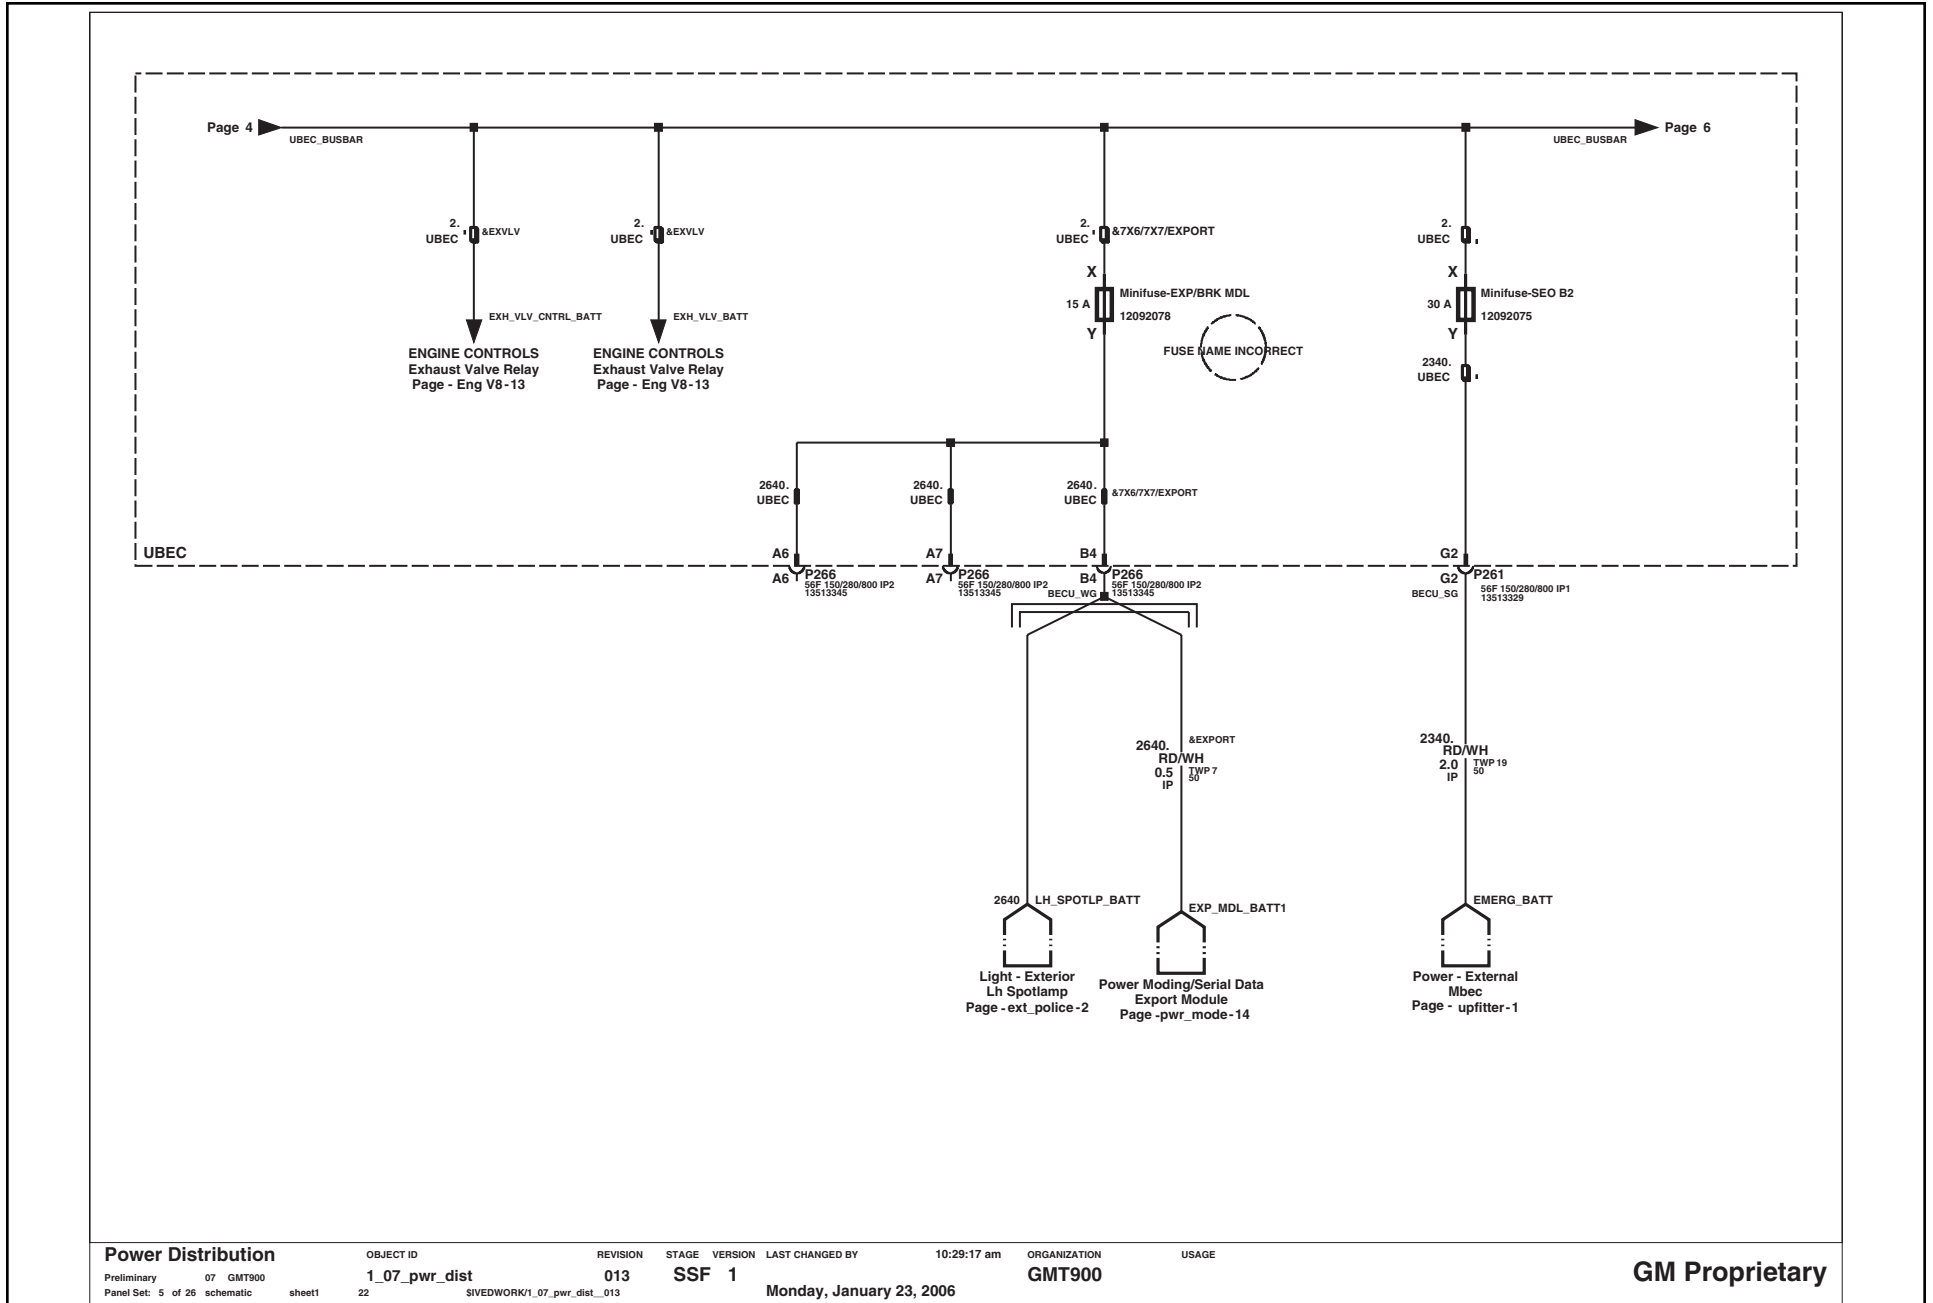 Page 4
UBEC_BUSBAR
UBEC_BUSBAR
Page 6
2.
UBEC
&EXVLV
2.
UBEC
&EXVLV
2.
UBEC
&7X6/7X7/EXPORT
2.
UBEC
X
15 A
Minifuse-EXP/BRK MDL
12092078
Y
X
30 A
Minifuse-SEO B2
12092075
Y
EXH_VLV_CNTRL_BATT
EXH_VLV_BATT
ENGINE CONTROLS
Exhaust Valve Relay
Page - Eng V8-13
ENGINE CONTROLS
Exhaust Valve Relay
Page - Eng V8-13
FUSE NAME INCORRECT
2340.
UBEC
2640.
UBEC
2640.
UBEC
2640.
UBEC
&7X6/7X7/EXPORT
UBEC
A6
A6
P266
56F 150/280/800 IP2
13513345
A7
A7
P266
56F 150/280/800 IP2
13513345
B4
B4
P266
56F 150/280/800 IP2
13513345
BECU_WG
G2
G2
P261
56F 150/280/800 IP1
13513329
BECU_SG
2640.
&EXPORT
RD/WH
0.5
TWP 7
50
IP
2340.
RD/WH
2.0
TWP 19
50
IP
2640
LH_SPOTLP_BATT
EXP_MDL_BATT1
EMERG_BATT
Light - Exterior
Lh Spotlamp
Page - ext_police-2
Power Moding/Serial Data
Export Module
Page -pwr_mode-14
Power - External
Mbec
Page - upfitter-1
Power Distribution
Preliminary 07 GMT900
Panel Set: 5 of 26 schematic sheet1 22 $IVEDWORK/1_07_pwr_dist__013
OBJECT ID
1_07_pwr_dist
REVISION
013
STAGE
SSF
VERSION
1
LAST CHANGED BY
10:29:17 am
Monday, January 23, 2006
ORGANIZATION
GMT900
USAGE
GM Proprietary